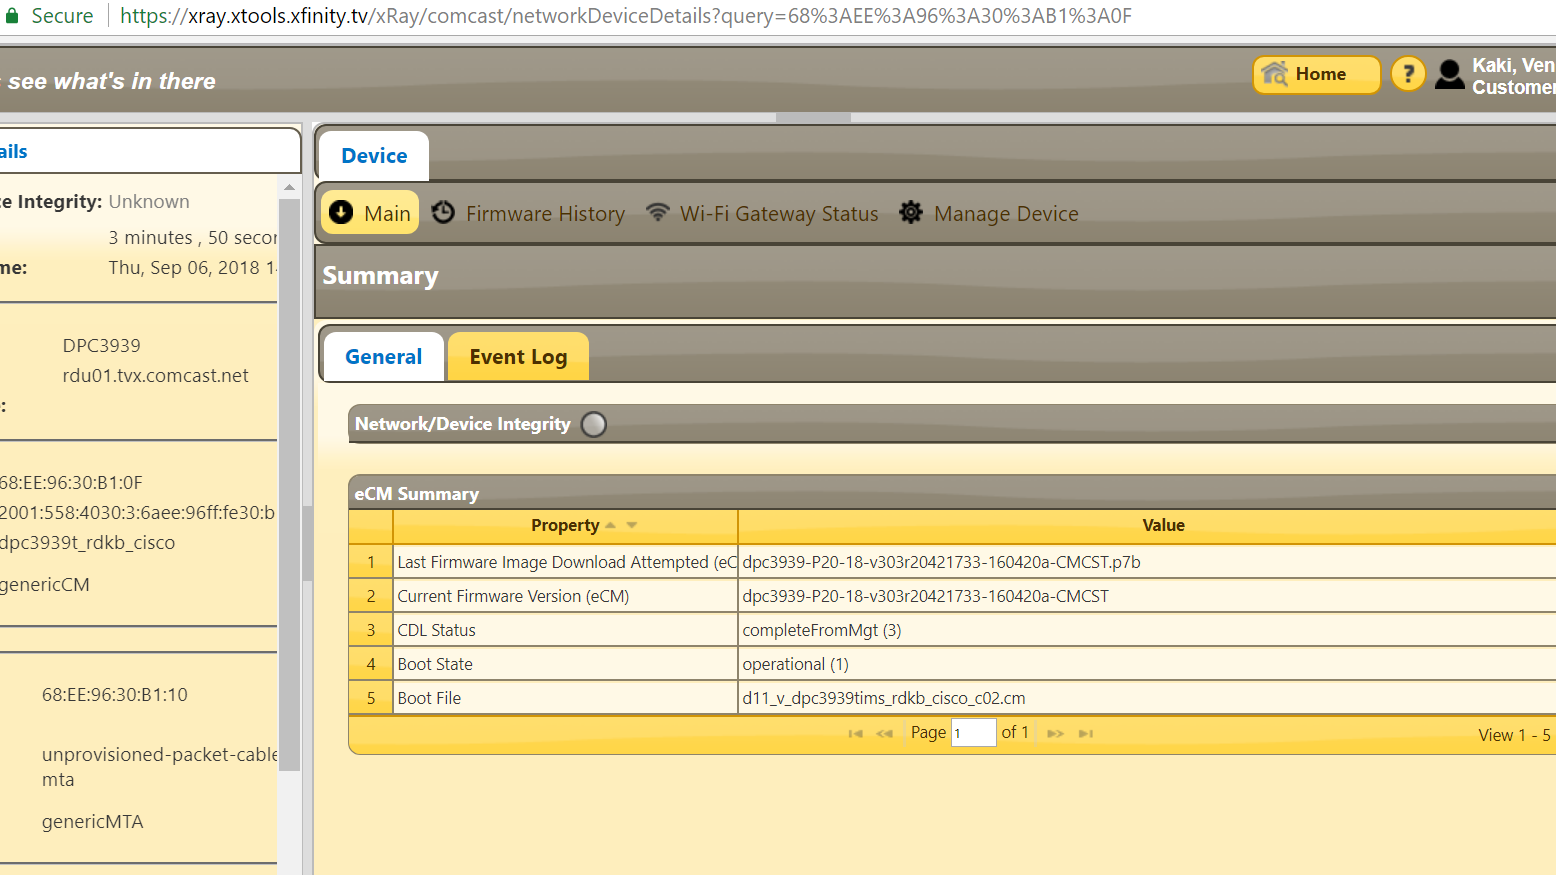 Secure https://xray.xtools.xfinity.tv/xRay/comcast/networkDeviceDetails?query=68%3AEE%3A96%3A30%3AB1%3A0F
see what's in there
Home
?
Kaki, Ven
Customer
ails
Device
e Integrity: Unknown
3 minutes , 50 secon
me: Thu, Sep 06, 2018 1
Main Firmware History Wi-Fi Gateway Status Manage Device
Summary
DPC3939
rdu01.tvx.comcast.net
:
General Event Log
Network/Device Integrity
68:EE:96:30:B1:0F
2001:558:4030:3:6aee:96ff:fe30:b
dpc3939t_rdkb_cisco
genericCM
eCM Summary
Property Value
1 Last Firmware Image Download Attempted (eC dpc3939-P20-18-v303r20421733-160420a-CMCST.p7b
2 Current Firmware Version (eCM) dpc3939-P20-18-v303r20421733-160420a-CMCST
3 CDL Status completeFromMgt (3)
4 Boot State operational (1)
5 Boot File d11_v_dpc3939tims_rdkb_cisco_c02.cm
Page 1 of 1
View 1 - 5
68:EE:96:30:B1:10
unprovisioned-packet-cable
mta
genericMTA